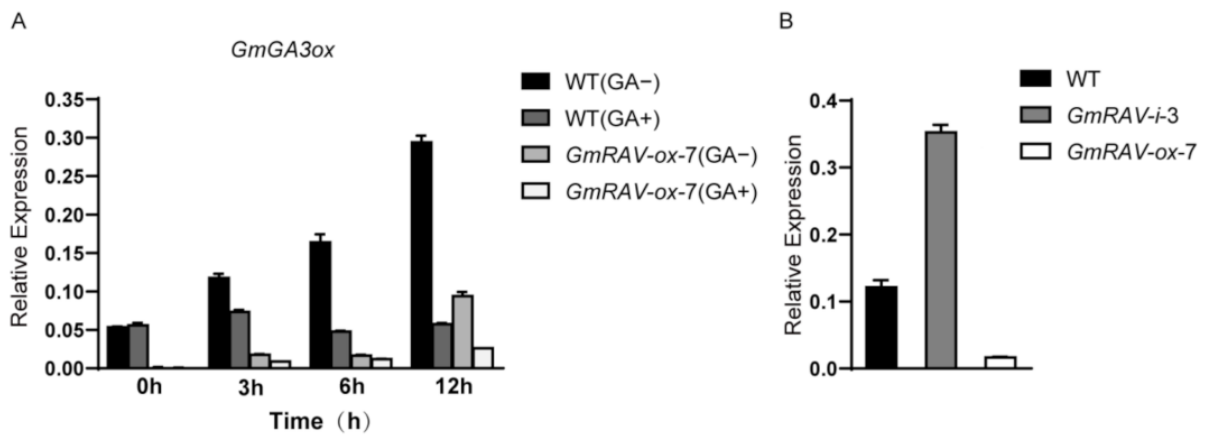 A
GmGA3ox
Relative Expression
0.35
0.30
0.25
0.20
0.15
0.10
0.05
0.00
0h
3h
6h
12h
Time（h）
WT(GA−)
WT(GA+)
GmRAV-ox-7(GA−)
GmRAV-ox-7(GA+)
B
Relative Expression
0.4
0.3
0.2
0.1
0.0
WT
GmRAV-i-3
GmRAV-ox-7